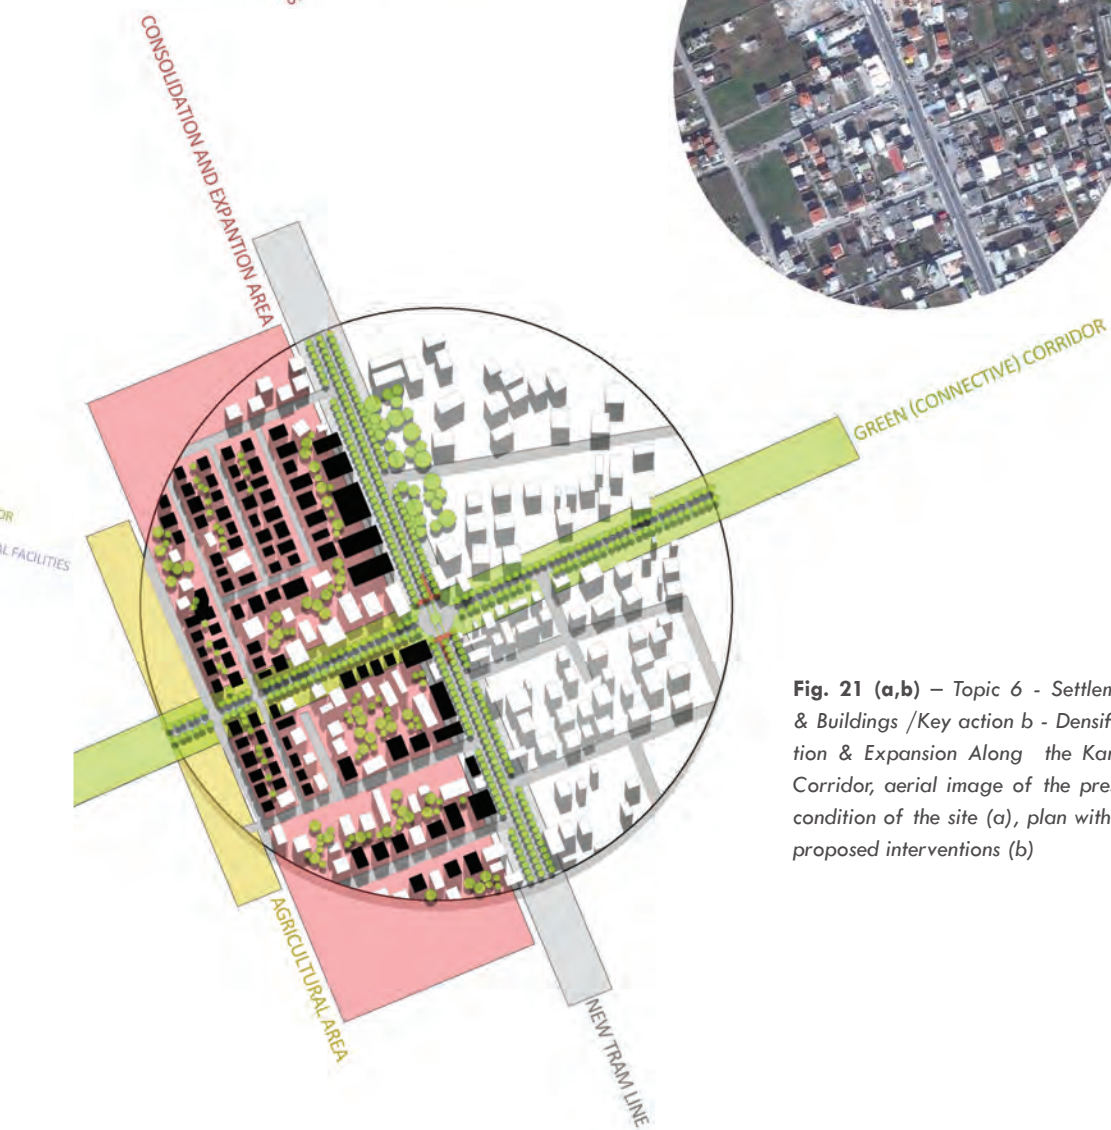 CONSOLIDATION AND EXPANTION AREA
GREEN (CONNECTIVE) CORRIDOR
AL FACILITIES
AGRICULTURAL AREA
NEW TRAM LINE
Fig. 21 (a,b) – Topic 6 - Settlem
& Buildings /Key action b - Densif
tion & Expansion Along the Kar
Corridor, aerial image of the pre
condition of the site (a), plan with
proposed interventions (b)